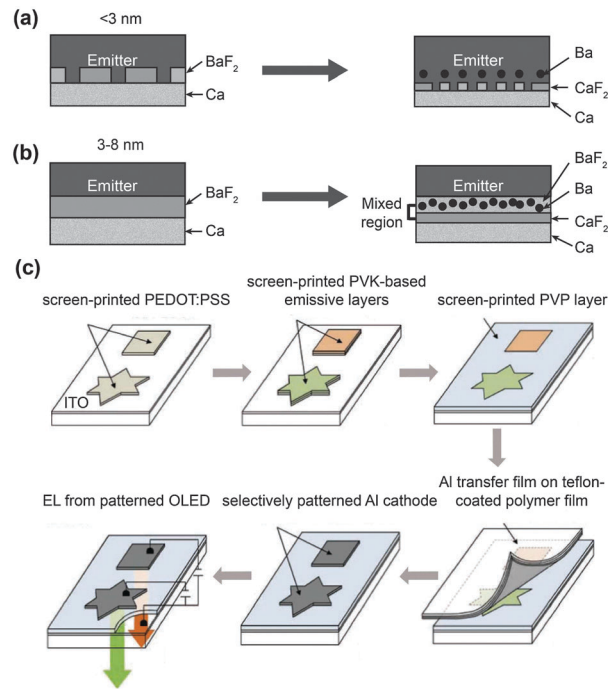 (a)
<3 nm
Emitter
BaF₂
Ca
Emitter
Ba
CaF₂
Ca
(b)
3-8 nm
Emitter
BaF₂
Ca
Emitter
Mixed
region
BaF₂
Ba
CaF₂
Ca
(c)
screen-printed PEDOT:PSS
ITO
screen-printed PVK-based
emissive layers
screen-printed PVP layer
Al transfer film on teflon-
coated polymer film
selectively patterned Al cathode
EL from patterned OLED